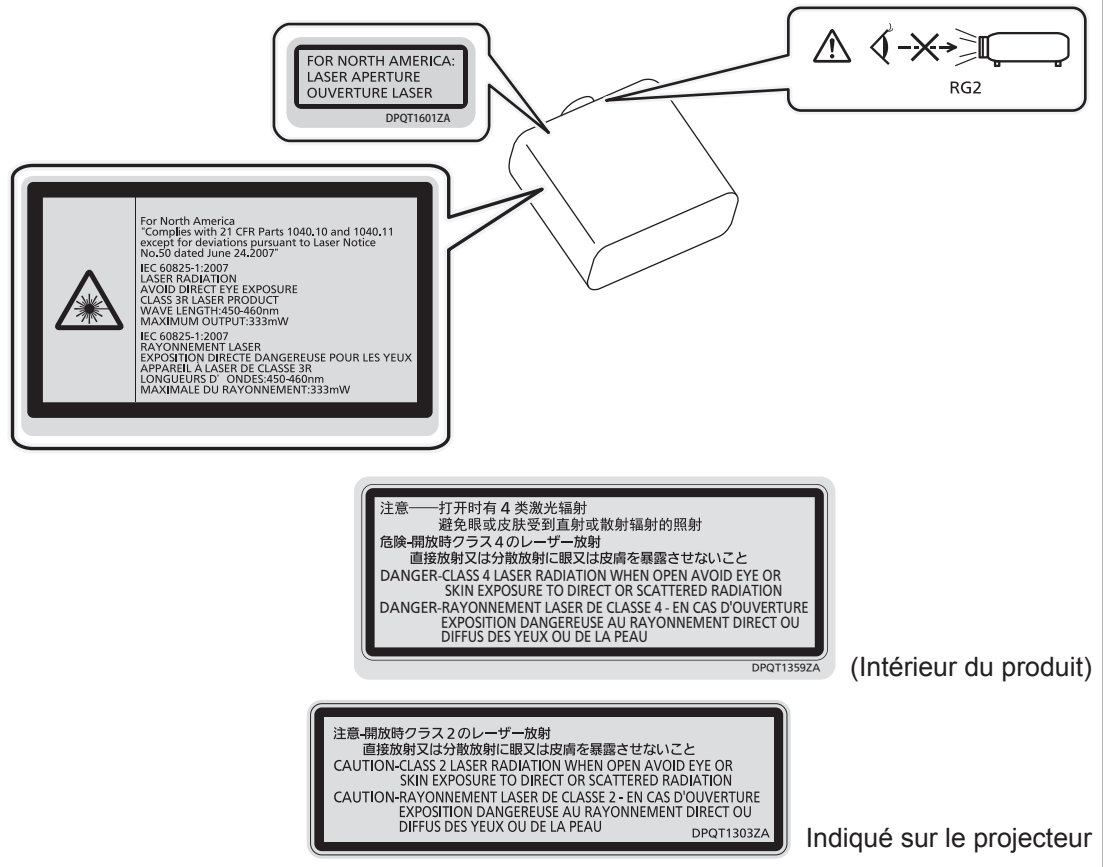 FOR NORTH AMERICA:
LASER APERTURE
OUVERTURE LASER
DPQT1601ZA
RG2
For North America
"Complies with 21 CFR Parts 1040.10 and 1040.11
except for deviations pursuant to Laser Notice
No.50 dated June 24.2007"
IEC 60825-1:2007
LASER RADIATION
AVOID DIRECT EYE EXPOSURE
CLASS 3R LASER PRODUCT
WAVE LENGTH:450-460nm
MAXIMUM OUTPUT:333mW
IEC 60825-1:2007
RAYONNEMENT LASER
EXPOSITION DIRECTE DANGEREUSE POUR LES YEUX
APPAREIL À LASER DE CLASSE 3R
LONGUEURS D' ONDES:450-460nm
MAXIMALE DU RAYONNEMENT:333mW
注意——打开时有 4 类激光辐射
避免眼或皮肤受到直射或散射辐射的照射
危険-開放時クラス4のレーザー放射
直接放射又は分散放射に眼又は皮膚を暴露させないこと
DANGER-CLASS 4 LASER RADIATION WHEN OPEN AVOID EYE OR
SKIN EXPOSURE TO DIRECT OR SCATTERED RADIATION
DANGER-RAYONNEMENT LASER DE CLASSE 4 - EN CAS D'OUVERTURE
EXPOSITION DANGEREUSE AU RAYONNEMENT DIRECT OU
DIFFUS DES YEUX OU DE LA PEAU
DPQT1359ZA
(Intérieur du produit)
注意-開放時クラス2のレーザー放射
直接放射又は分散放射に眼又は皮膚を暴露させないこと
CAUTION-CLASS 2 LASER RADIATION WHEN OPEN AVOID EYE OR
SKIN EXPOSURE TO DIRECT OR SCATTERED RADIATION
CAUTION-RAYONNEMENT LASER DE CLASSE 2 - EN CAS D'OUVERTURE
EXPOSITION DANGEREUSE AU RAYONNEMENT DIRECT OU
DIFFUS DES YEUX OU DE LA PEAU
DPQT1303ZA
Indiqué sur le projecteur